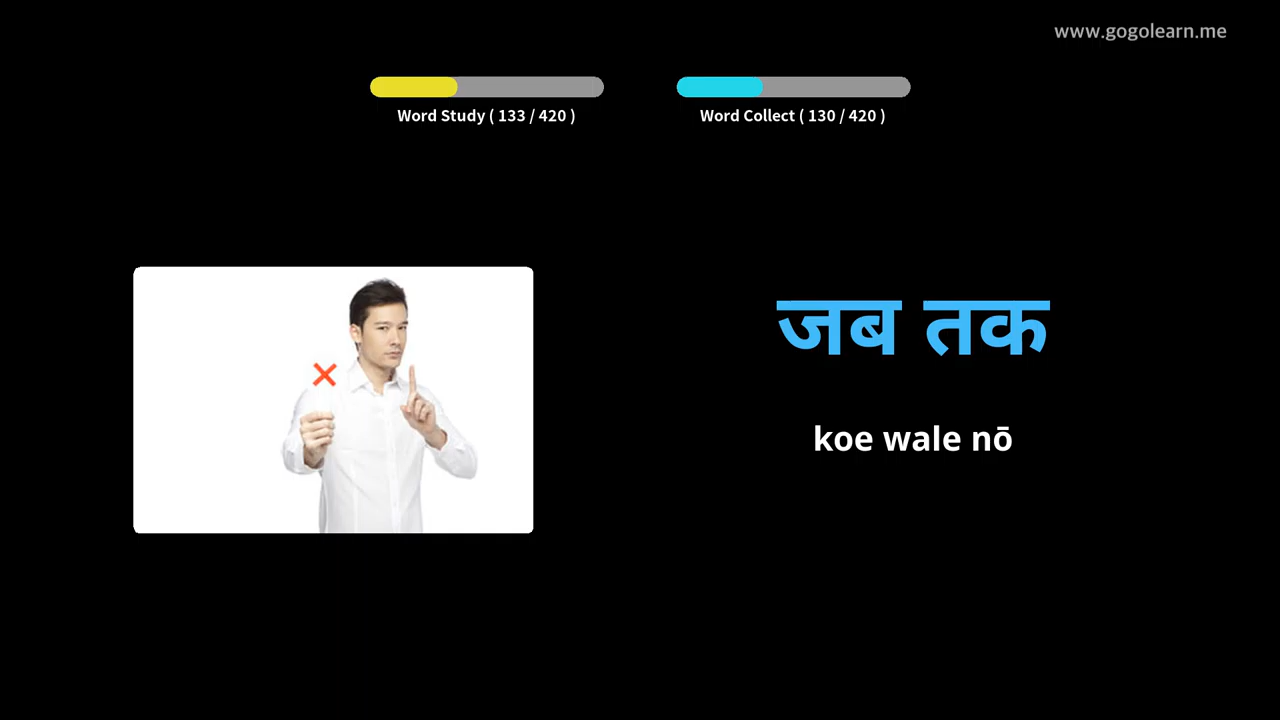 www.gogolearn.me
Word Study ( 133 / 420 )
Word Collect ( 130 / 420 )
जब तक
koe wale nō